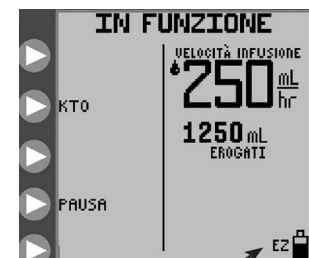 IN FUNZIONE
VELOCITÀ INFUSIONE
250 mL/hr
KTO
1250 mL
EROGATI
PAUSA
EZ